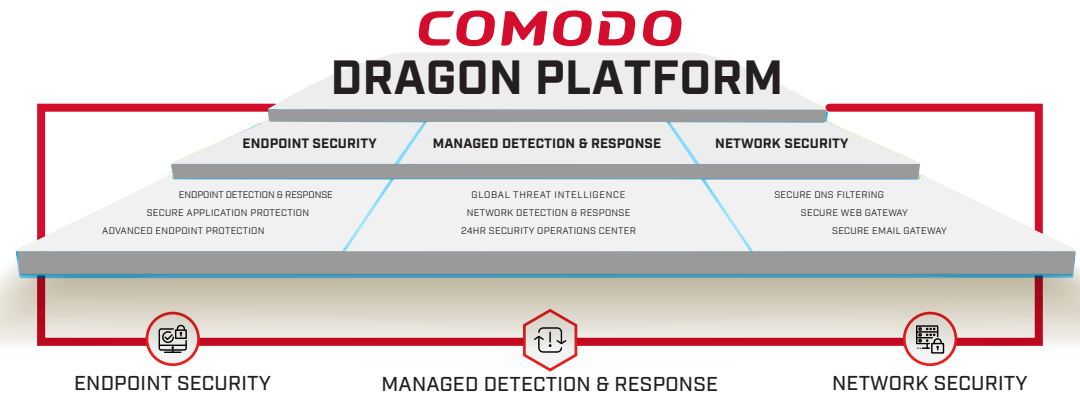 COMODO
DRAGON PLATFORM
ENDPOINT SECURITY
MANAGED DETECTION & RESPONSE
NETWORK SECURITY
ENDPOINT DETECTION & RESPONSE
SECURE APPLICATION PROTECTION
ADVANCED ENDPOINT PROTECTION
GLOBAL THREAT INTELLIGENCE
NETWORK DETECTION & RESPONSE
24HR SECURITY OPERATIONS CENTER
SECURE DNS FILTERING
SECURE WEB GATEWAY
SECURE EMAIL GATEWAY
ENDPOINT SECURITY
MANAGED DETECTION & RESPONSE
NETWORK SECURITY